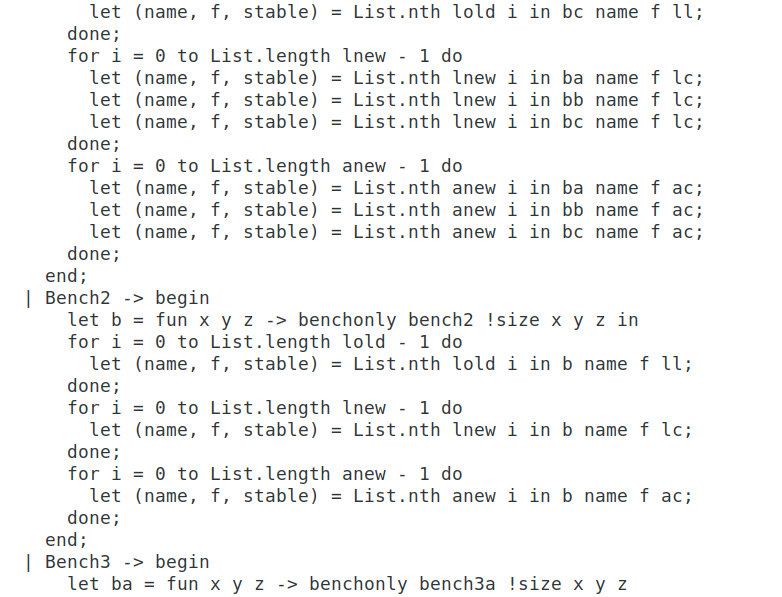 let (name, f, stable) = List.nth lold i in bc name f ll;
done;
for i = 0 to List.length lnew - 1 do
let (name, f, stable) = List.nth lnew i in ba name f lc;
let (name, f, stable) = List.nth lnew i in bb name f lc;
let (name, f, stable) = List.nth lnew i in bc name f lc;
done;
for i = 0 to List.length anew - 1 do
let (name, f, stable) = List.nth anew i in ba name f ac;
let (name, f, stable) = List.nth anew i in bb name f ac;
let (name, f, stable) = List.nth anew i in bc name f ac;
done;
end;
| Bench2 -> begin
let b = fun x y z -> benchonly bench2 !size x y z in
for i = 0 to List.length lold - 1 do
let (name, f, stable) = List.nth lold i in b name f ll;
done;
for i = 0 to List.length lnew - 1 do
let (name, f, stable) = List.nth lnew i in b name f lc;
done;
for i = 0 to List.length anew - 1 do
let (name, f, stable) = List.nth anew i in b name f ac;
done;
end;
| Bench3 -> begin
let ba = fun x y z -> benchonly bench3a !size x y z